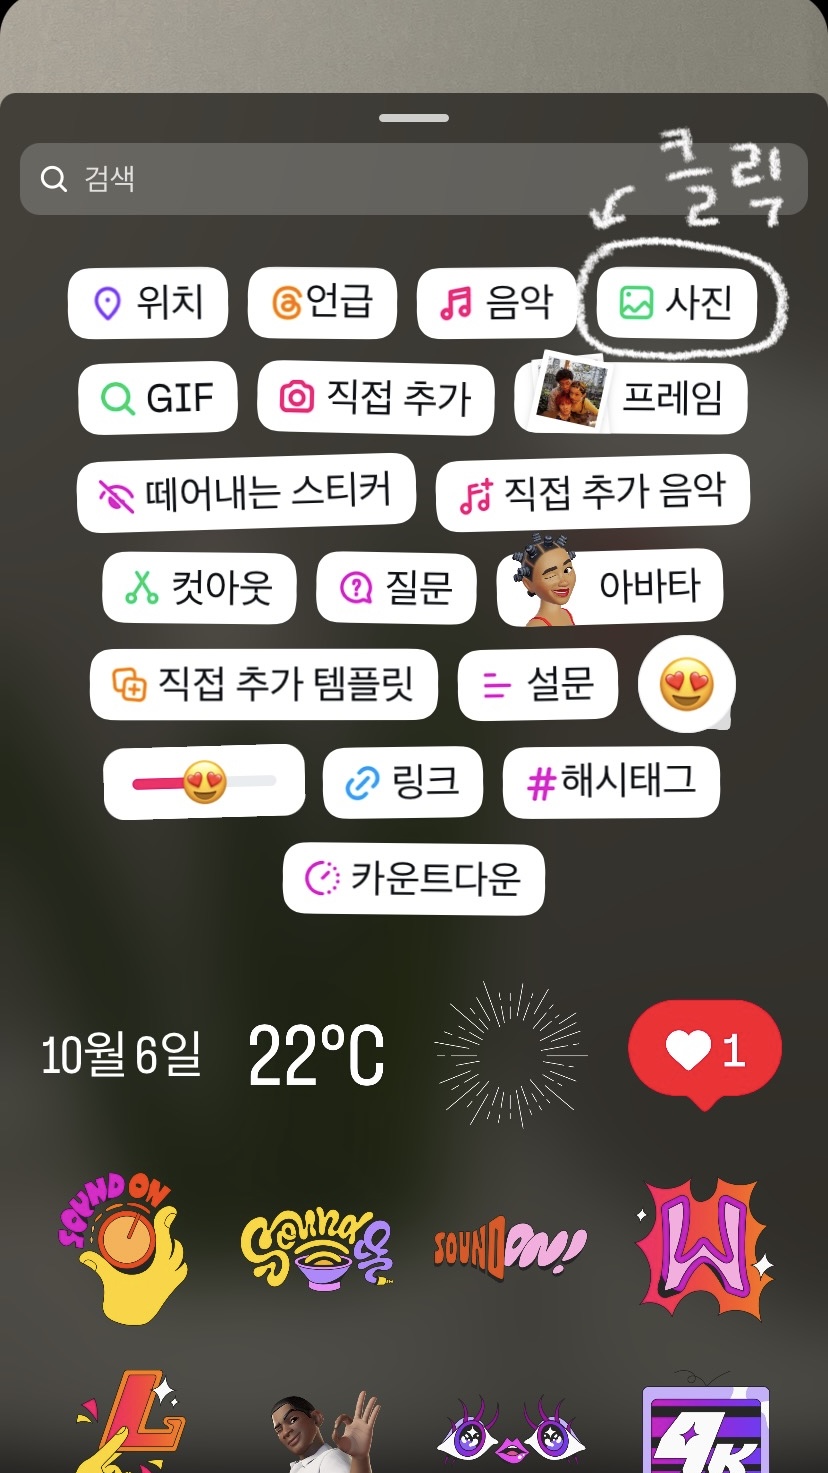 클릭
검색
위치 언급 음악 사진
GIF 직접 추가 프레임
떼어내는 스티커 직접 추가 음악
컷아웃 질문 아바타
직접 추가 템플릿 설문
링크 #해시태그
카운트다운
10월 6일 22°C 1
SOUND ON Sound 온 SOUND ON! W
L 4K